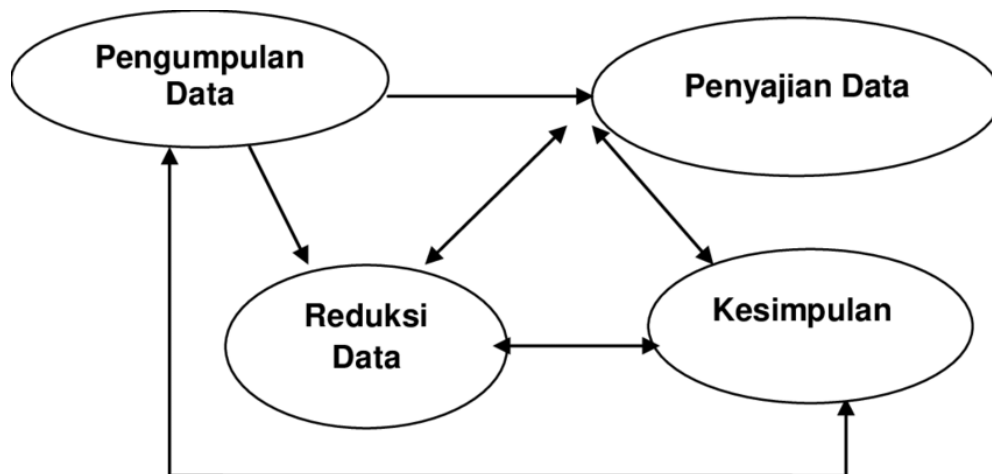 Pengumpulan
Data
Penyajian Data
Reduksi
Data
Kesimpulan